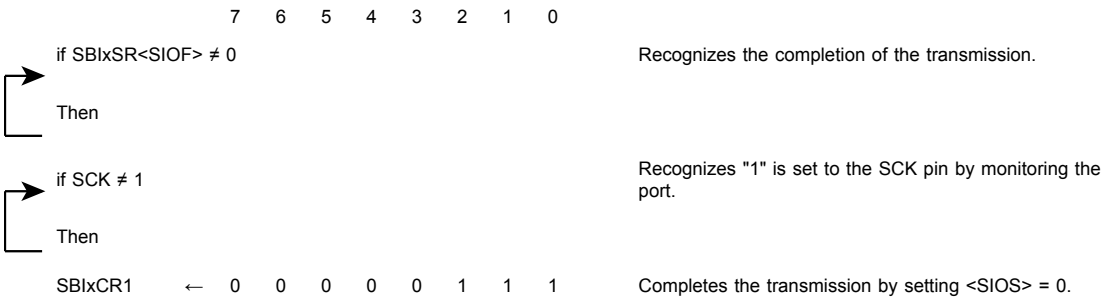 7 6 5 4 3 2 1 0
if SBIxSR<SIOF> ≠ 0 Recognizes the completion of the transmission.
Then
if SCK ≠ 1 Recognizes "1" is set to the SCK pin by monitoring the
port.
Then
SBIxCR1 ← 0 0 0 0 0 1 1 1 Completes the transmission by setting <SIOS> = 0.